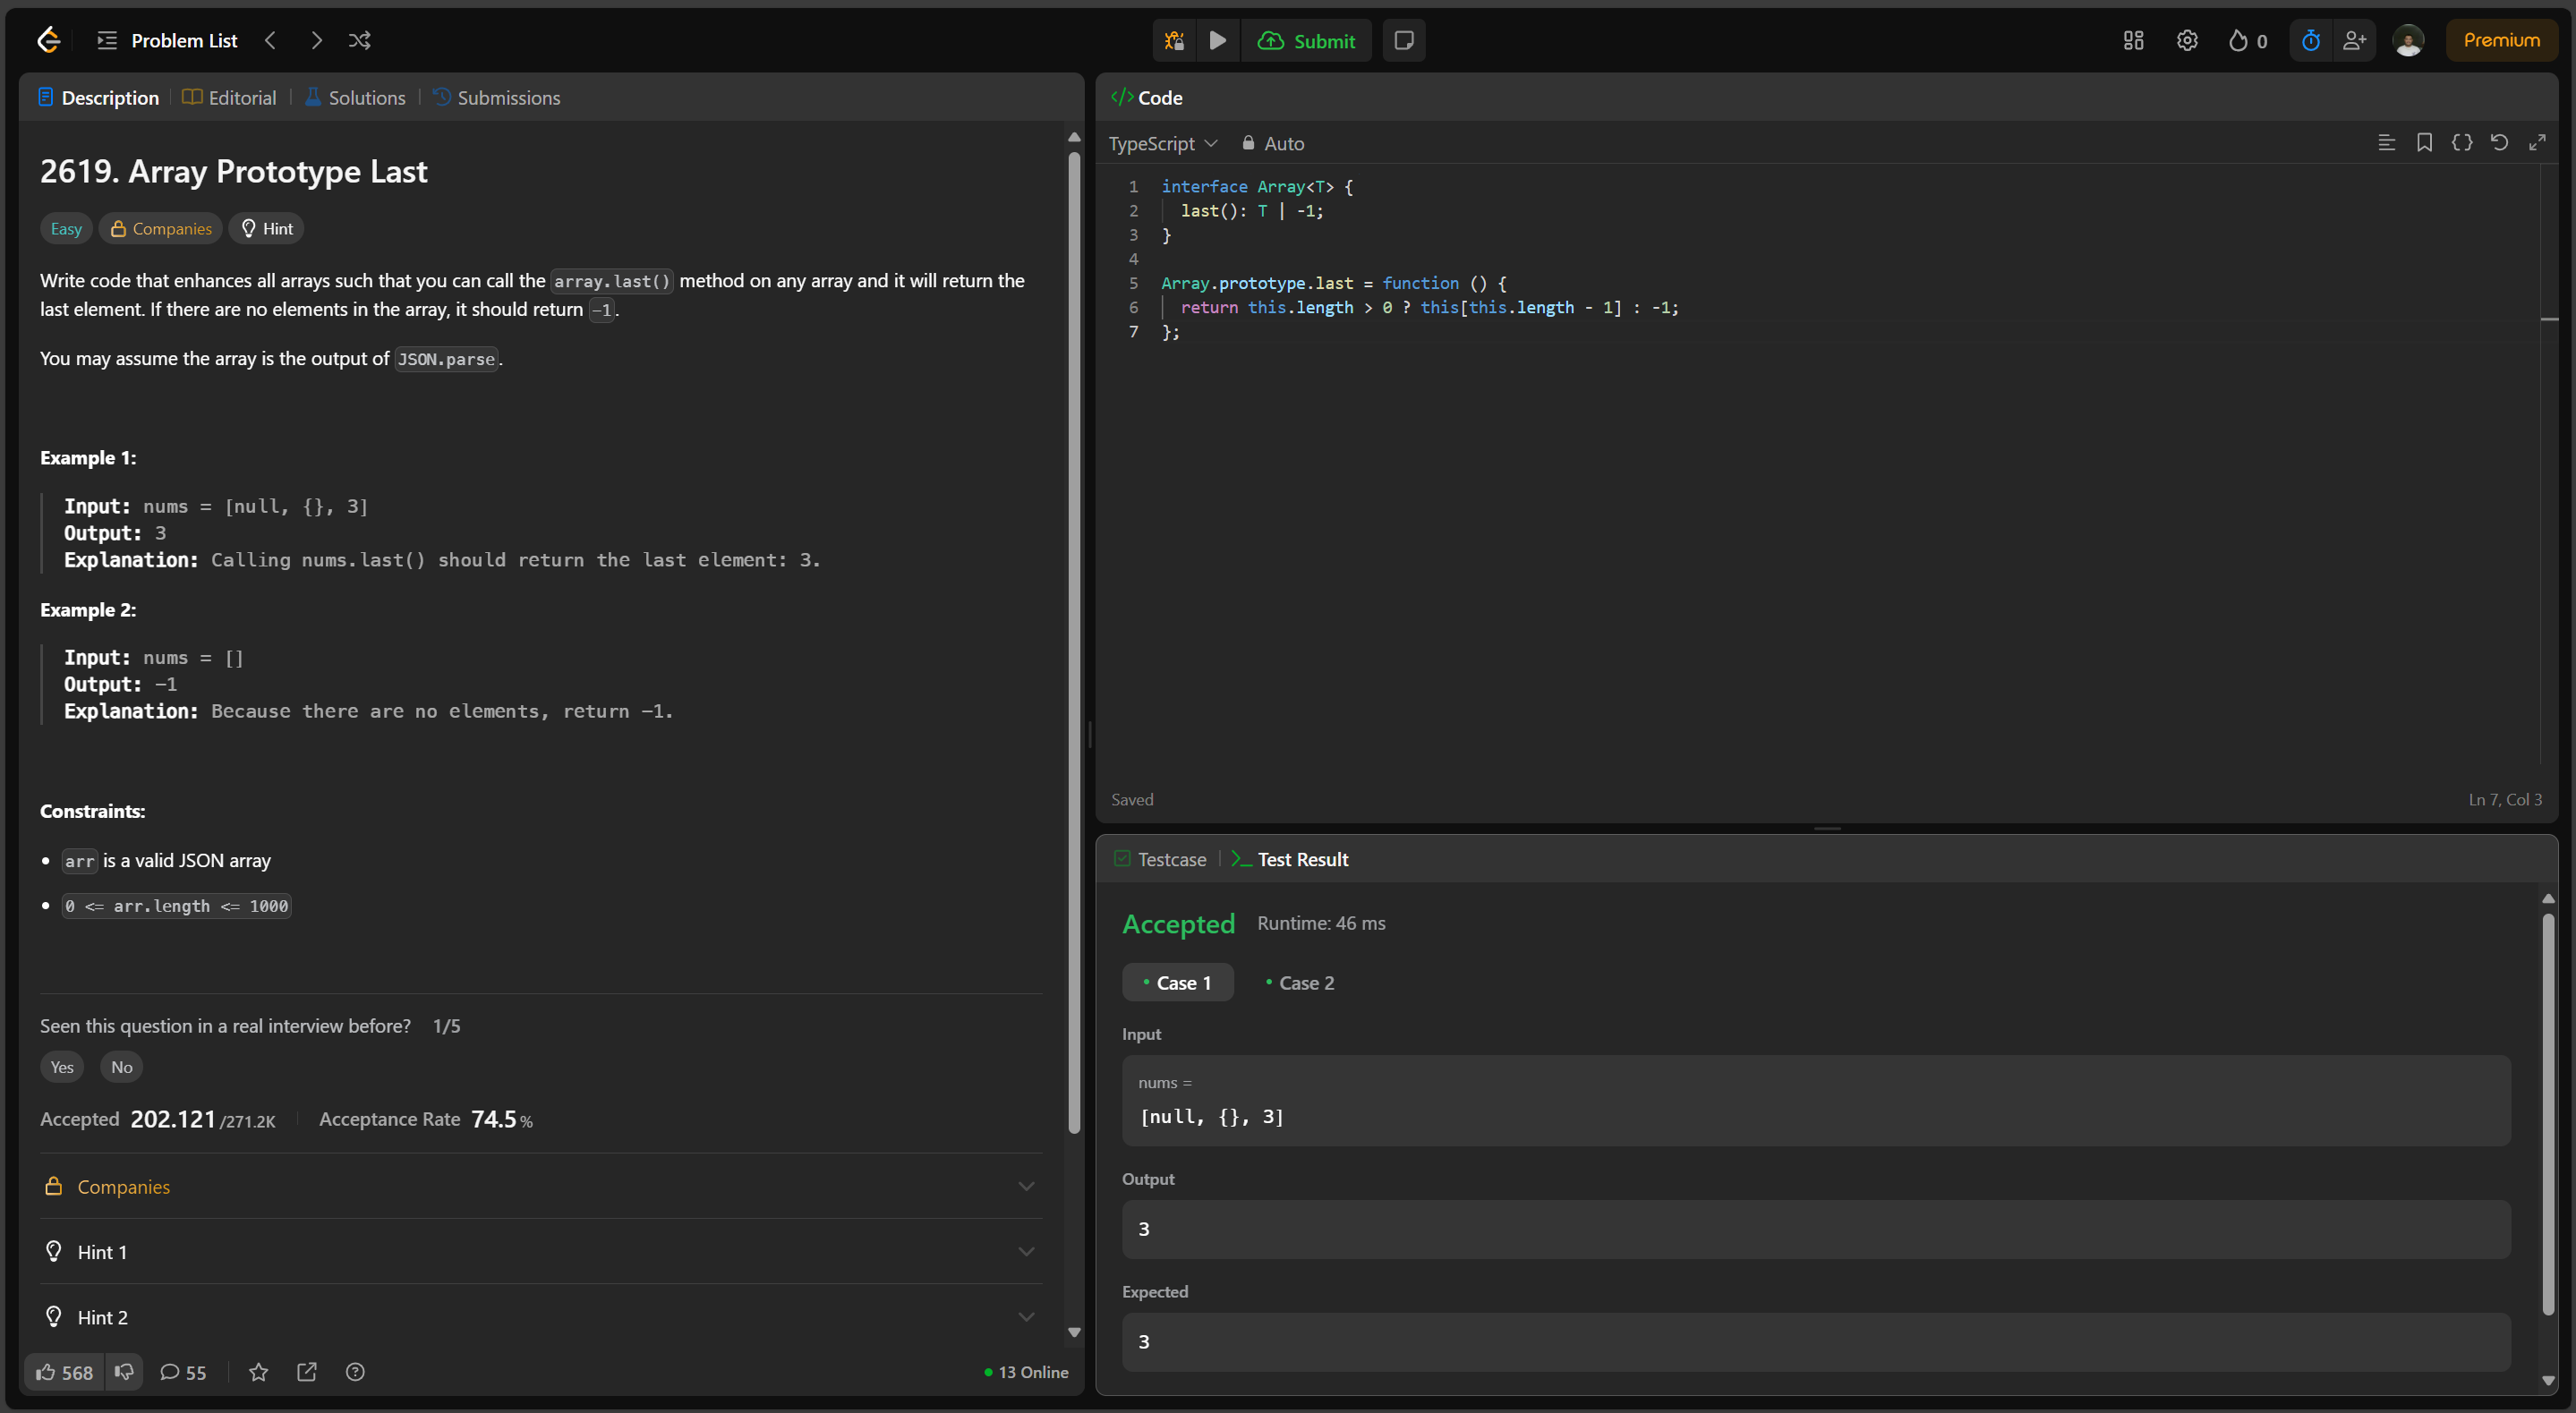 Problem List
Submit
0
Premium
Description
Editorial
Solutions
Submissions
2619. Array Prototype Last
Easy
Companies
Hint
Write code that enhances all arrays such that you can call the array.last() method on any array and it will return the
last element. If there are no elements in the array, it should return -1.
You may assume the array is the output of JSON.parse.
Example 1:
Input: nums = [null, {}, 3]
Output: 3
Explanation: Calling nums.last() should return the last element: 3.
Example 2:
Input: nums = []
Output: -1
Explanation: Because there are no elements, return -1.
Constraints:
• arr is a valid JSON array
• 0 <= arr.length <= 1000
Seen this question in a real interview before? 1/5
Yes No
Accepted 202.121/271.2K Acceptance Rate 74.5%
Companies
Hint 1
Hint 2
568
55
13 Online
</> Code
TypeScript
Auto
1 interface Array<T> {
2 last(): T | -1;
3 }
4
5 Array.prototype.last = function () {
6 return this.length > 0 ? this[this.length - 1] : -1;
7 };
Saved
Ln 7, Col 3
Testcase
Test Result
Accepted Runtime: 46 ms
• Case 1 • Case 2
Input
nums =
[null, {}, 3]
Output
3
Expected
3